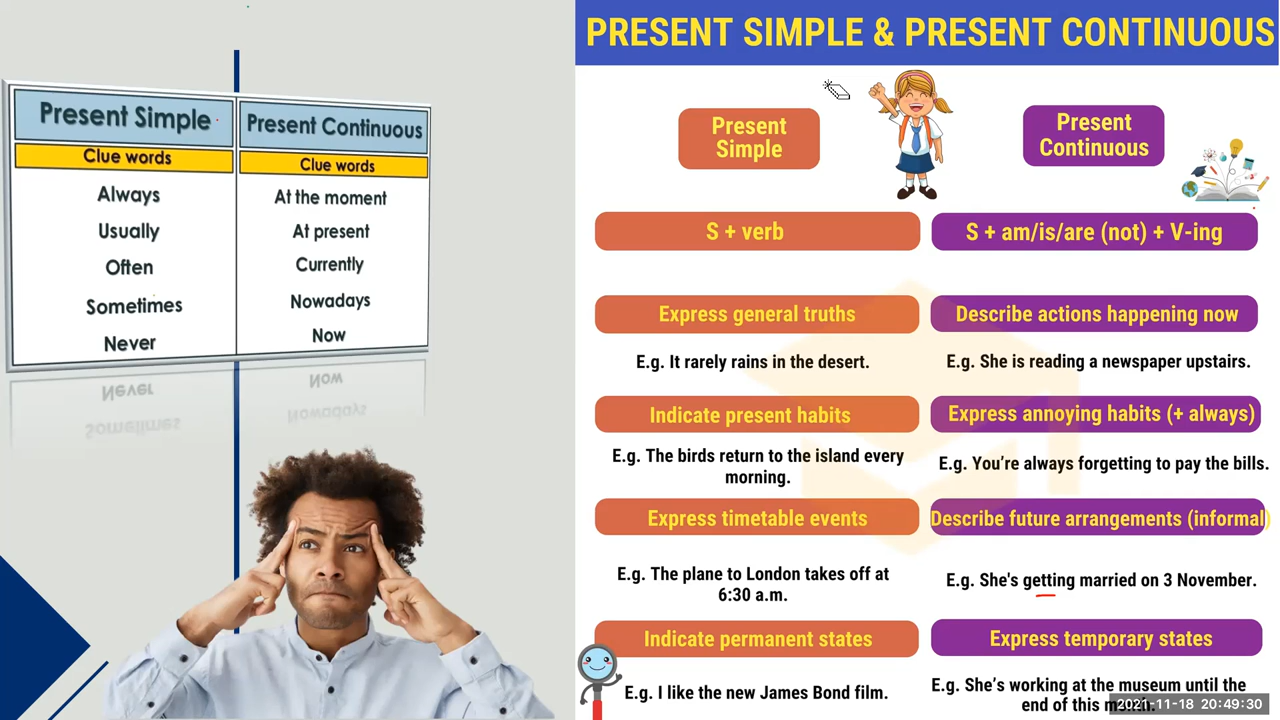 Present Simple
Present Continuous
Clue words
Clue words
Always
At the moment
Usually
At present
Often
Currently
Sometimes
Nowadays
Never
Now
Never
Now
Sometimes
Nowadays
PRESENT SIMPLE & PRESENT CONTINUOUS
Present
Simple
Present
Continuous
S + verb
S + am/is/are (not) + V-ing
Express general truths
Describe actions happening now
E.g. It rarely rains in the desert.
E.g. She is reading a newspaper upstairs.
Indicate present habits
Express annoying habits (+ always)
E.g. The birds return to the island every
morning.
E.g. You're always forgetting to pay the bills.
Express timetable events
Describe future arrangements (informal)
E.g. The plane to London takes off at
6:30 a.m.
E.g. She's getting married on 3 November.
Indicate permanent states
Express temporary states
E.g. I like the new James Bond film.
E.g. She's working at the museum until the
end of this month.
2021-11-18 20:49:30